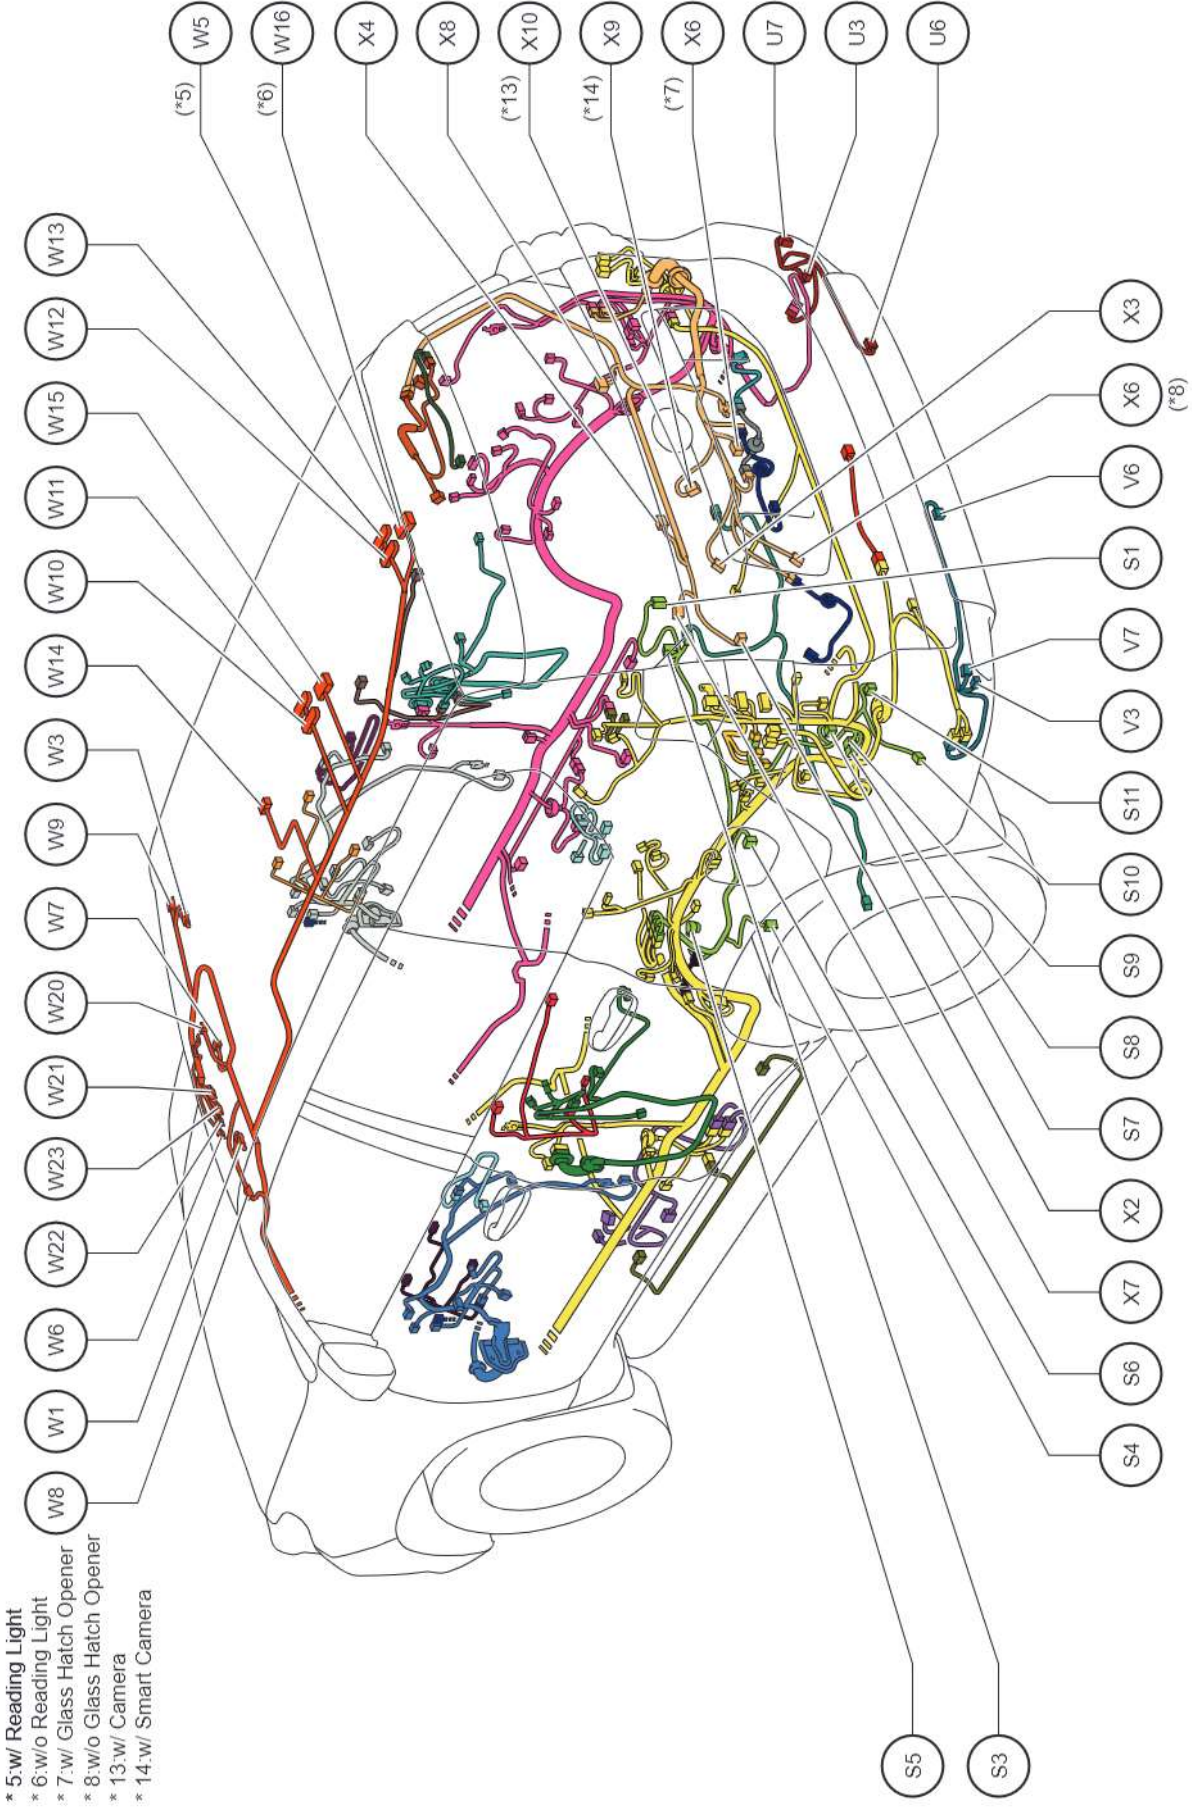 * 5:w/ Reading Light
* 6:w/o Reading Light
* 7:w/ Glass Hatch Opener
* 8:w/o Glass Hatch Opener
* 13:w/ Camera
* 14:w/ Smart Camera
W8
W1
W6
W22
W23
W21
W20
W7
W9
W3
W14
W10
W11
W15
W12
W13
W5
(*5)
W16
(*6)
X4
X8
X10
(*13)
X9
(*14)
X6
(*7)
U7
U3
U6
S5
S3
S4
S6
X7
X2
S7
S8
S9
S10
S11
V3
V7
S1
V6
X6
(*8)
X3